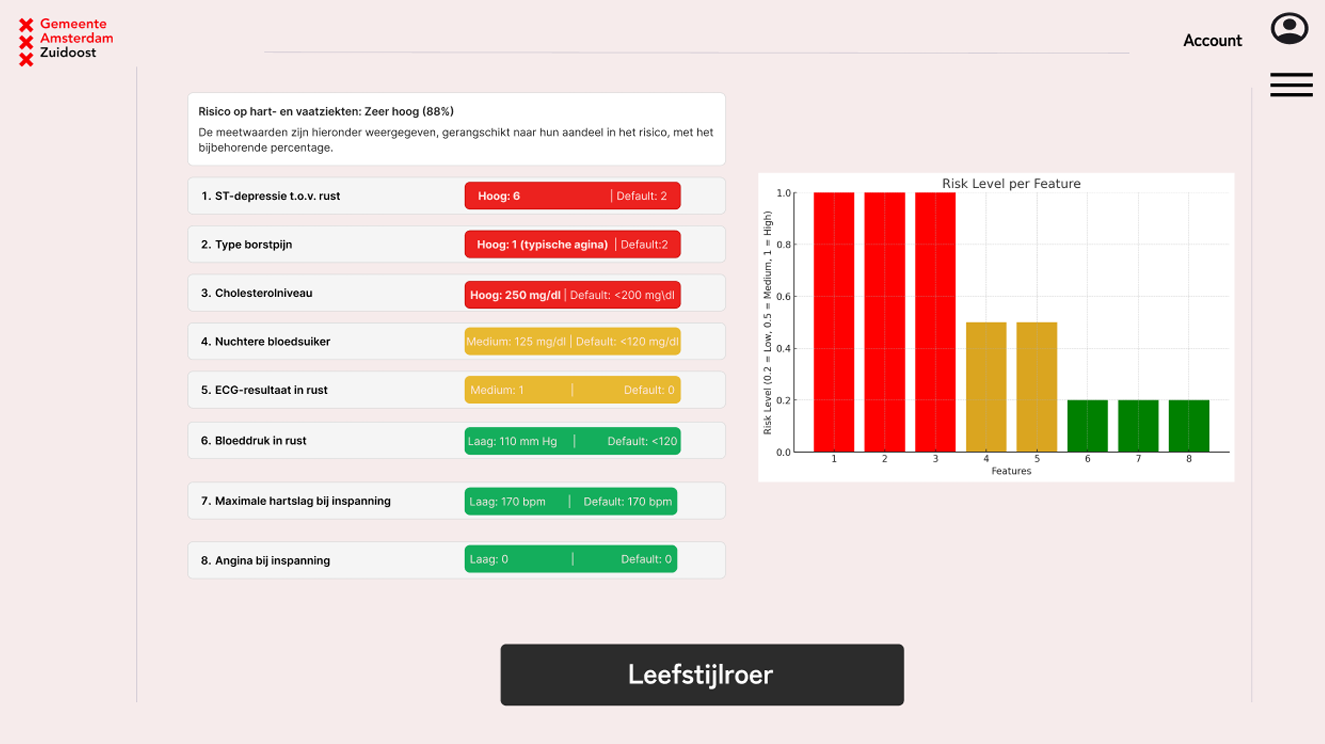 Gemeente
Amsterdam
Zuidoost
Account
Risico op hart- en vaatziekten: Zeer hoog (88%)
De meetwaarden zijn hieronder weergegeven, gerangschikt naar hun aandeel in het risico, met het
bijbehorende percentage.
1. ST-depressie t.o.v. rust
Hoog: 6 | Default: 2
2. Type borstpijn
Hoog: 1 (typische agina) | Default:2
3. Cholesterolniveau
Hoog: 250 mg/dl | Default: <200 mg\dl
4. Nuchtere bloedsuiker
Medium: 125 mg/dl | Default: <120 mg/dl
5. ECG-resultaat in rust
Medium: 1 | Default: 0
6. Bloeddruk in rust
Laag: 110 mm Hg | Default: <120
7. Maximale hartslag bij inspanning
Laag: 170 bpm | Default: 170 bpm
8. Angina bij inspanning
Laag: 0 | Default: 0
Risk Level per Feature
Risk Level (0.2 = Low, 0.5 = Medium, 1 = High)
1.0
0.8
0.6
0.4
0.2
0.0
1 2 3 4 5 6 7 8
Features
Leefstijlroer